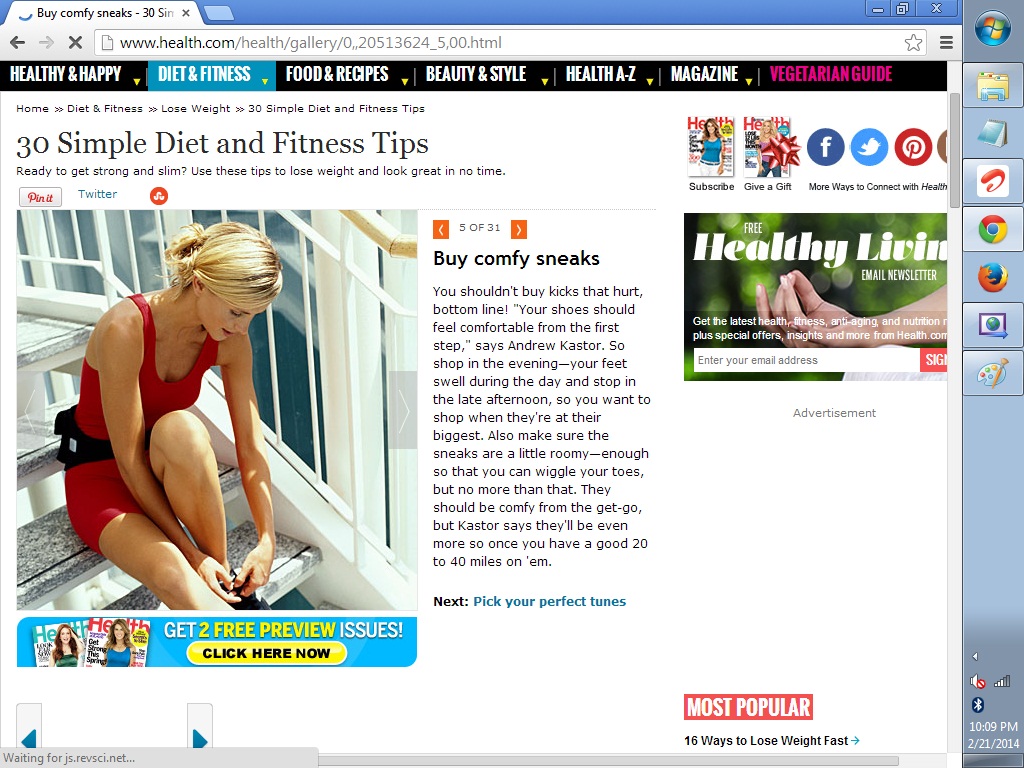 Buy comfy sneaks - 30 Sin
www.health.com/health/gallery/0,,20513624_5,00.html
HEALTHY & HAPPY | DIET & FITNESS FOOD & RECIPES | BEAUTY & STYLE | HEALTH A-Z | MAGAZINE | VEGETARIAN GUIDE
Home » Diet & Fitness » Lose Weight » 30 Simple Diet and Fitness Tips
30 Simple Diet and Fitness Tips
Ready to get strong and slim? Use these tips to lose weight and look great in no time.
Pin it Twitter
Health Health
Subscribe Give a Gift More Ways to Connect with Health
5 OF 31
Buy comfy sneaks
You shouldn't buy kicks that hurt,
bottom line! "Your shoes should
feel comfortable from the first
step," says Andrew Kastor. So
shop in the evening—your feet
swell during the day and stop in
the late afternoon, so you want to
shop when they're at their
biggest. Also make sure the
sneaks are a little roomy—enough
so that you can wiggle your toes,
but no more than that. They
should be comfy from the get-go,
but Kastor says they'll be even
more so once you have a good 20
to 40 miles on 'em.
Next: Pick your perfect tunes
FREE
Healthy Livin
EMAIL NEWSLETTER
Get the latest health, fitness, anti-aging, and nutrition n
plus special offers, insights and more from Health.com
Enter your email address SIGN
Advertisement
Health Health
GET 2 FREE PREVIEW ISSUES!
CLICK HERE NOW
MOST POPULAR
16 Ways to Lose Weight Fast
Waiting for js.revsci.net...
10:09 PM
2/21/2014